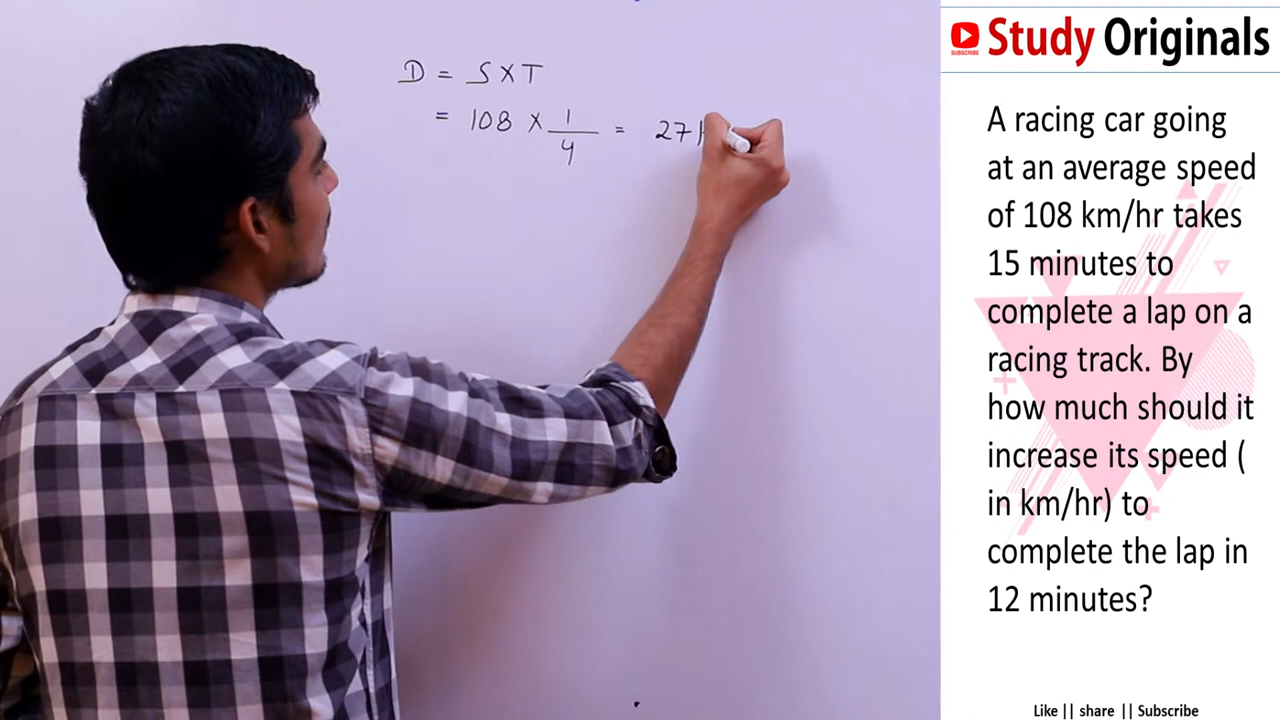 D = S X T
= 108 X 1/4 = 27
SUBSCRIBE
Study Originals
A racing car going
at an average speed
of 108 km/hr takes
15 minutes to
complete a lap on a
racing track. By
how much should it
increase its speed (
in km/hr) to
complete the lap in
12 minutes?
Like || share || Subscribe